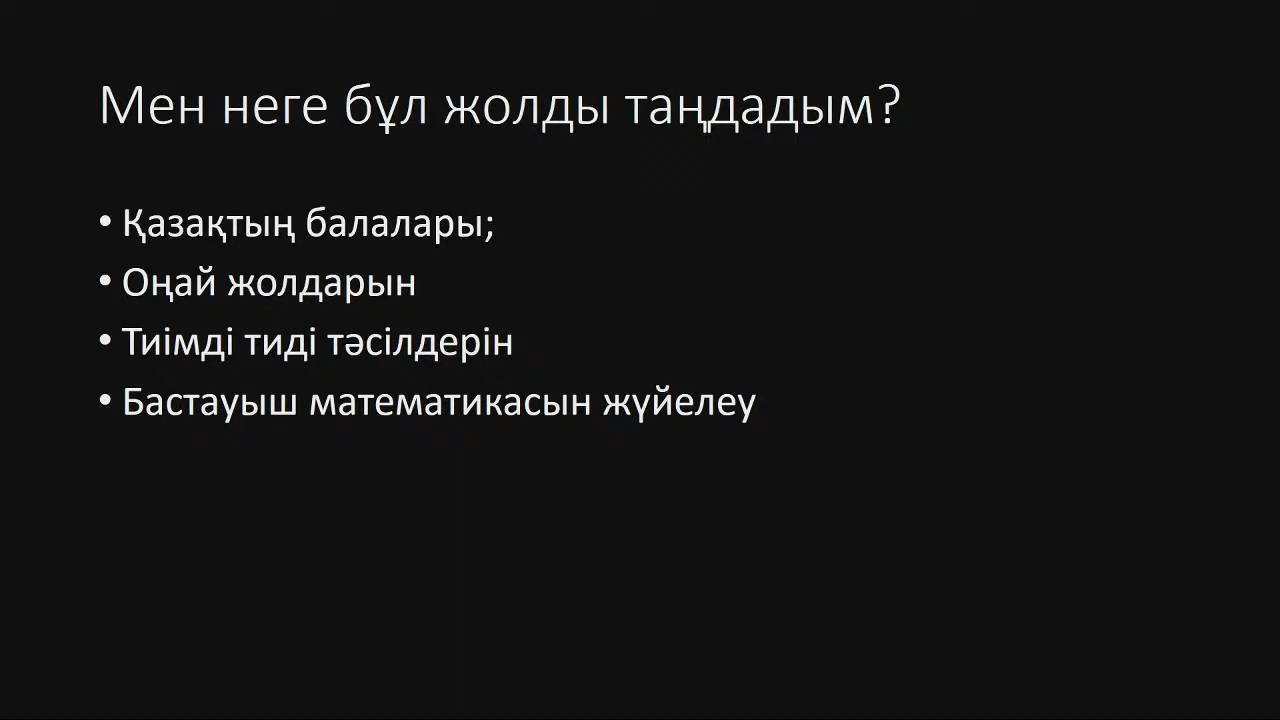 Мен неге бұл жолды таңдадым?
• Қазақтың балалары;
• Оңай жолдарын
• Тиімді тиді тәсілдерін
• Бастауыш математикасын жүйелеу